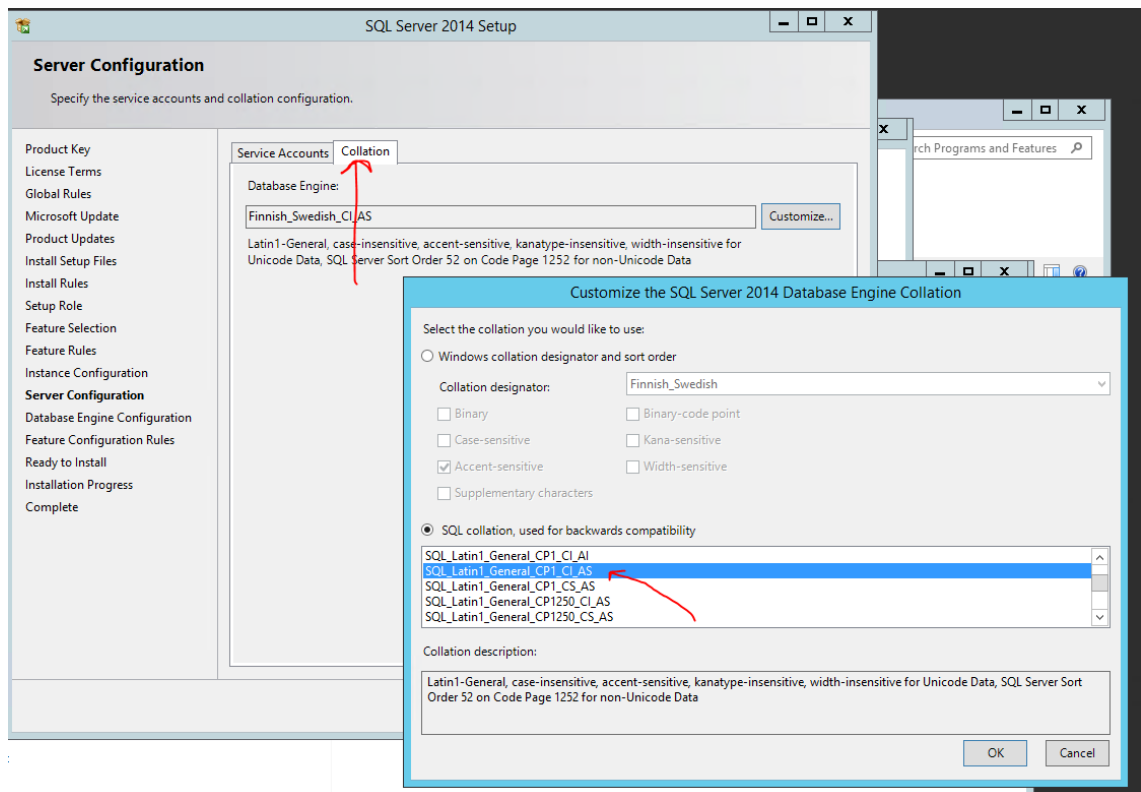 SQL Server 2014 Setup
Server Configuration
Specify the service accounts and collation configuration.
Product Key
License Terms
Global Rules
Microsoft Update
Product Updates
Install Setup Files
Install Rules
Setup Role
Feature Selection
Feature Rules
Instance Configuration
Server Configuration
Database Engine Configuration
Feature Configuration Rules
Ready to Install
Installation Progress
Complete
Service Accounts
Collation
Database Engine:
Finnish_Swedish_CI_AS
Customize...
Latin1-General, case-insensitive, accent-sensitive, kanatype-insensitive, width-insensitive for
Unicode Data, SQL Server Sort Order 52 on Code Page 1252 for non-Unicode Data
rch Programs and Features
Customize the SQL Server 2014 Database Engine Collation
Select the collation you would like to use:
Windows collation designator and sort order
Collation designator:
Finnish_Swedish
Binary
Binary-code point
Case-sensitive
Kana-sensitive
Accent-sensitive
Width-sensitive
Supplementary characters
SQL collation, used for backwards compatibility
SQL_Latin1_General_CP1_CI_AI
SQL_Latin1_General_CP1_CI_AS
SQL_Latin1_General_CP1_CS_AS
SQL_Latin1_General_CP1250_CI_AS
SQL_Latin1_General_CP1250_CS_AS
Collation description:
Latin1-General, case-insensitive, accent-sensitive, kanatype-insensitive, width-insensitive for Unicode Data, SQL Server Sort
Order 52 on Code Page 1252 for non-Unicode Data
OK
Cancel